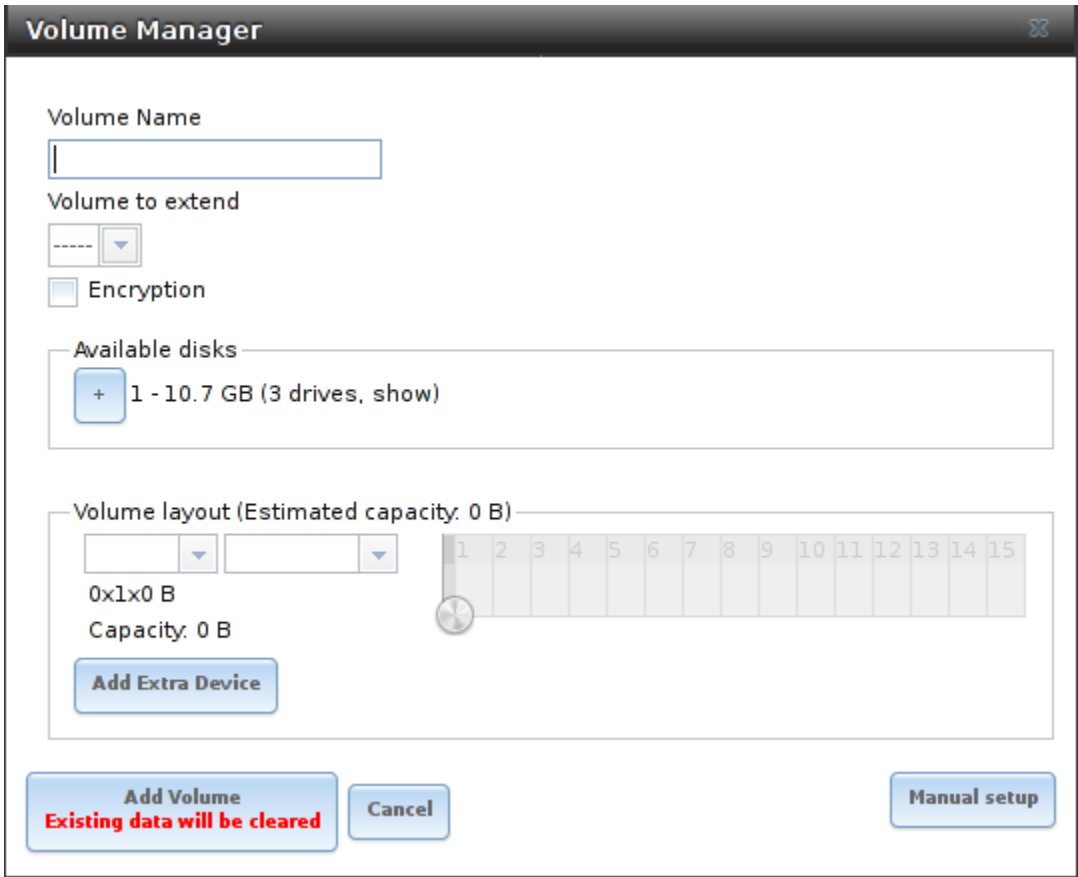 Volume Manager
Volume Name
Volume to extend
-----
Encryption
Available disks
+ 1 - 10.7 GB (3 drives, show)
Volume layout (Estimated capacity: 0 B)
1 2 3 4 5 6 7 8 9 10 11 12 13 14 15
0x1x0 B
Capacity: 0 B
Add Extra Device
Add Volume
Existing data will be cleared
Cancel
Manual setup